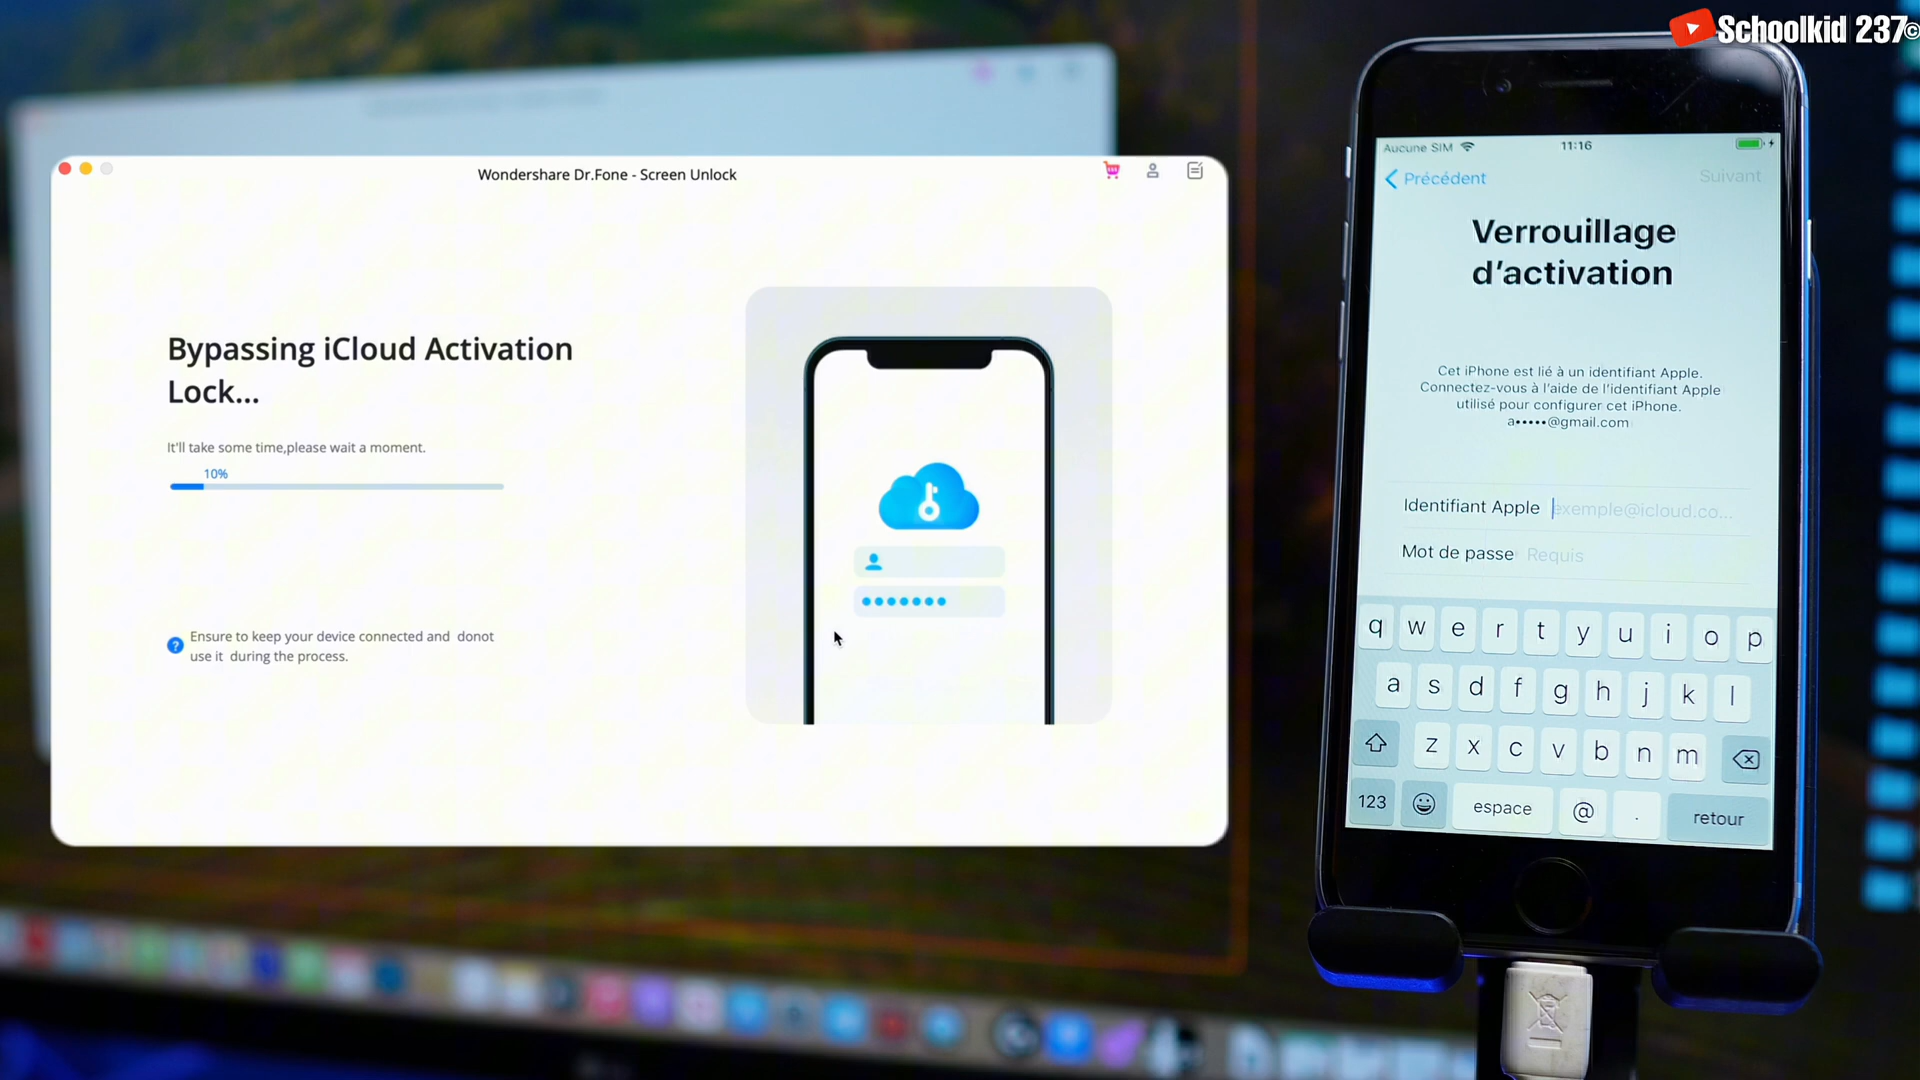 Schoolkid 237©
Wondershare Dr.Fone - Screen Unlock
Bypassing iCloud Activation
Lock...
It'll take some time,please wait a moment.
10%
Ensure to keep your device connected and donot
use it during the process.
Aucune SIM
11:16
Précédent
Suivant
Verrouillage
d'activation
Cet iPhone est lié à un identifiant Apple.
Connectez-vous à l'aide de l'identifiant Apple
utilisé pour configurer cet iPhone.
a•••••@gmail.com
Identifiant Apple exemple@icloud.co...
Mot de passe Requis
q w e r t y u i o p
a s d f g h j k l
z x c v b n m
123 espace @ . retour